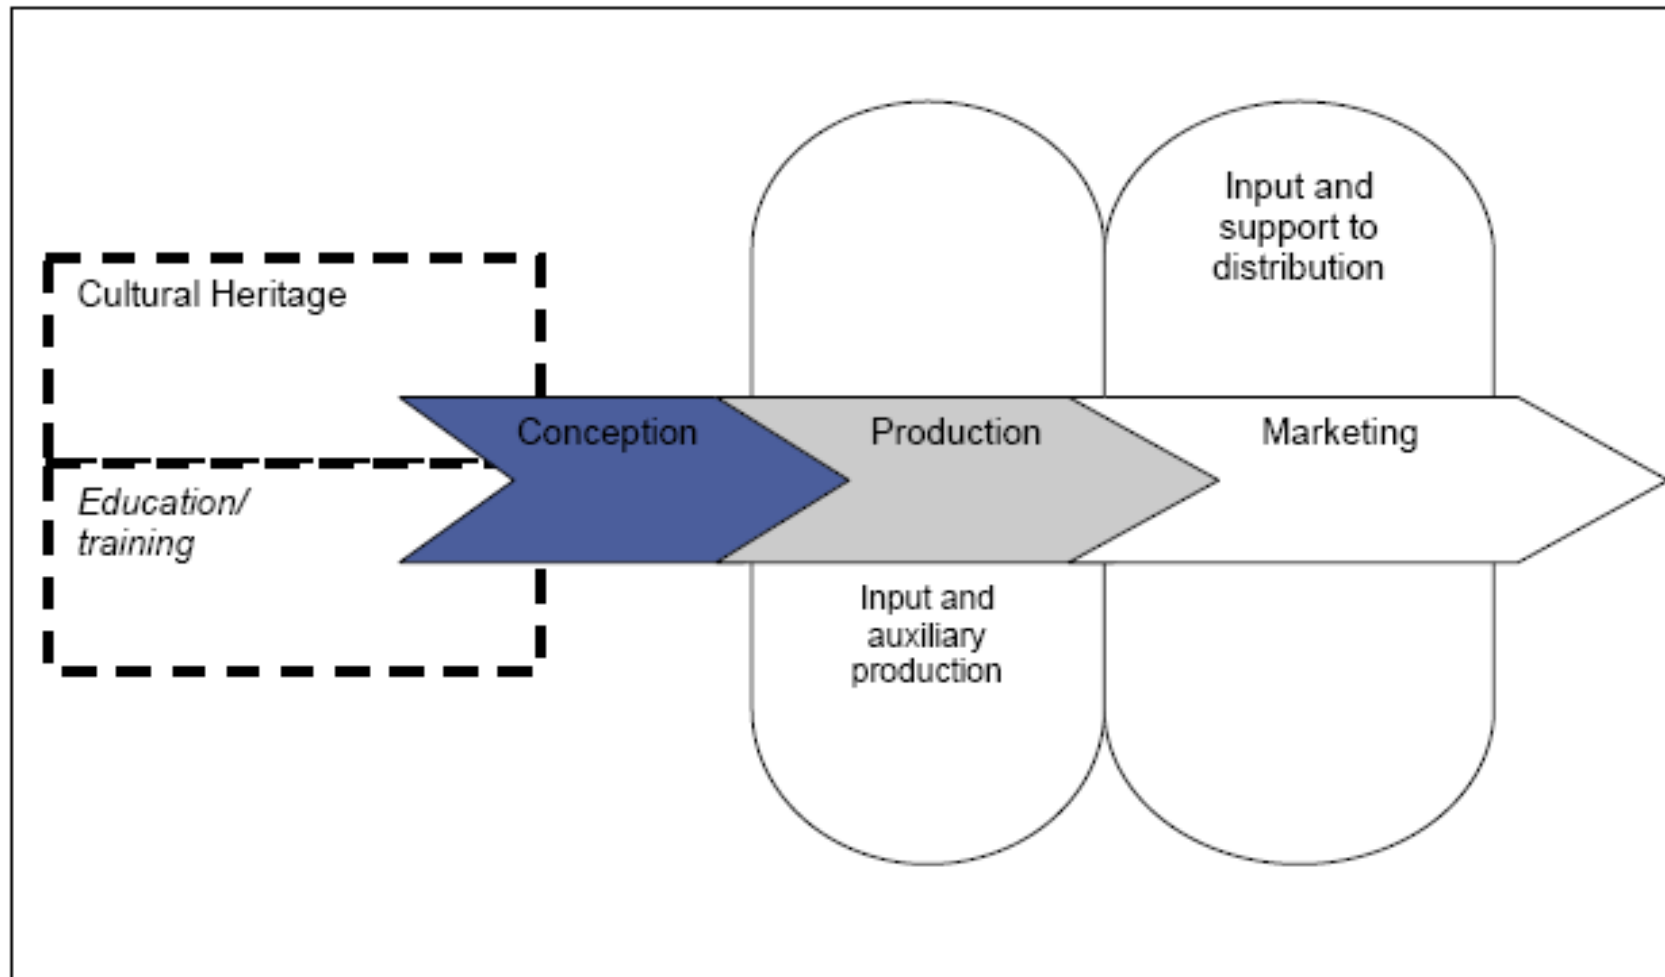 Input and
support to
distribution
Cultural Heritage
Conception
Production
Marketing
Education/
training
Input and
auxiliary
production